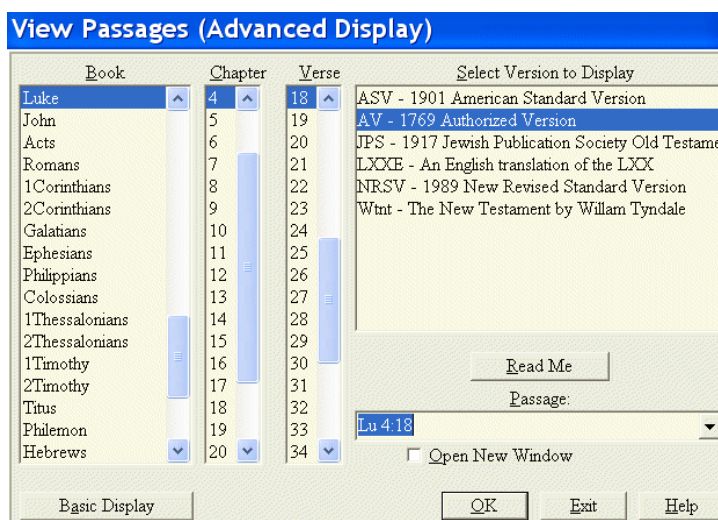 View Passages (Advanced Display)
Book
Chapter
Verse
Select Version to Display
Luke
John
Acts
Romans
1Corinthians
2Corinthians
Galatians
Ephesians
Philippians
Colossians
1Thessalonians
2Thessalonians
1Timothy
2Timothy
Titus
Philemon
Hebrews
4
5
6
7
8
9
10
11
12
13
14
15
16
17
18
19
20
18
19
20
21
22
23
24
25
26
27
28
29
30
31
32
33
34
ASV - 1901 American Standard Version
AV - 1769 Authorized Version
JPS - 1917 Jewish Publication Society Old Testame
LXXE - An English translation of the LXX
NRSV - 1989 New Revised Standard Version
Wtnt - The New Testament by Willam Tyndale
Read Me
Passage:
Lu 4:18
Open New Window
Basic Display
OK
Exit
Help